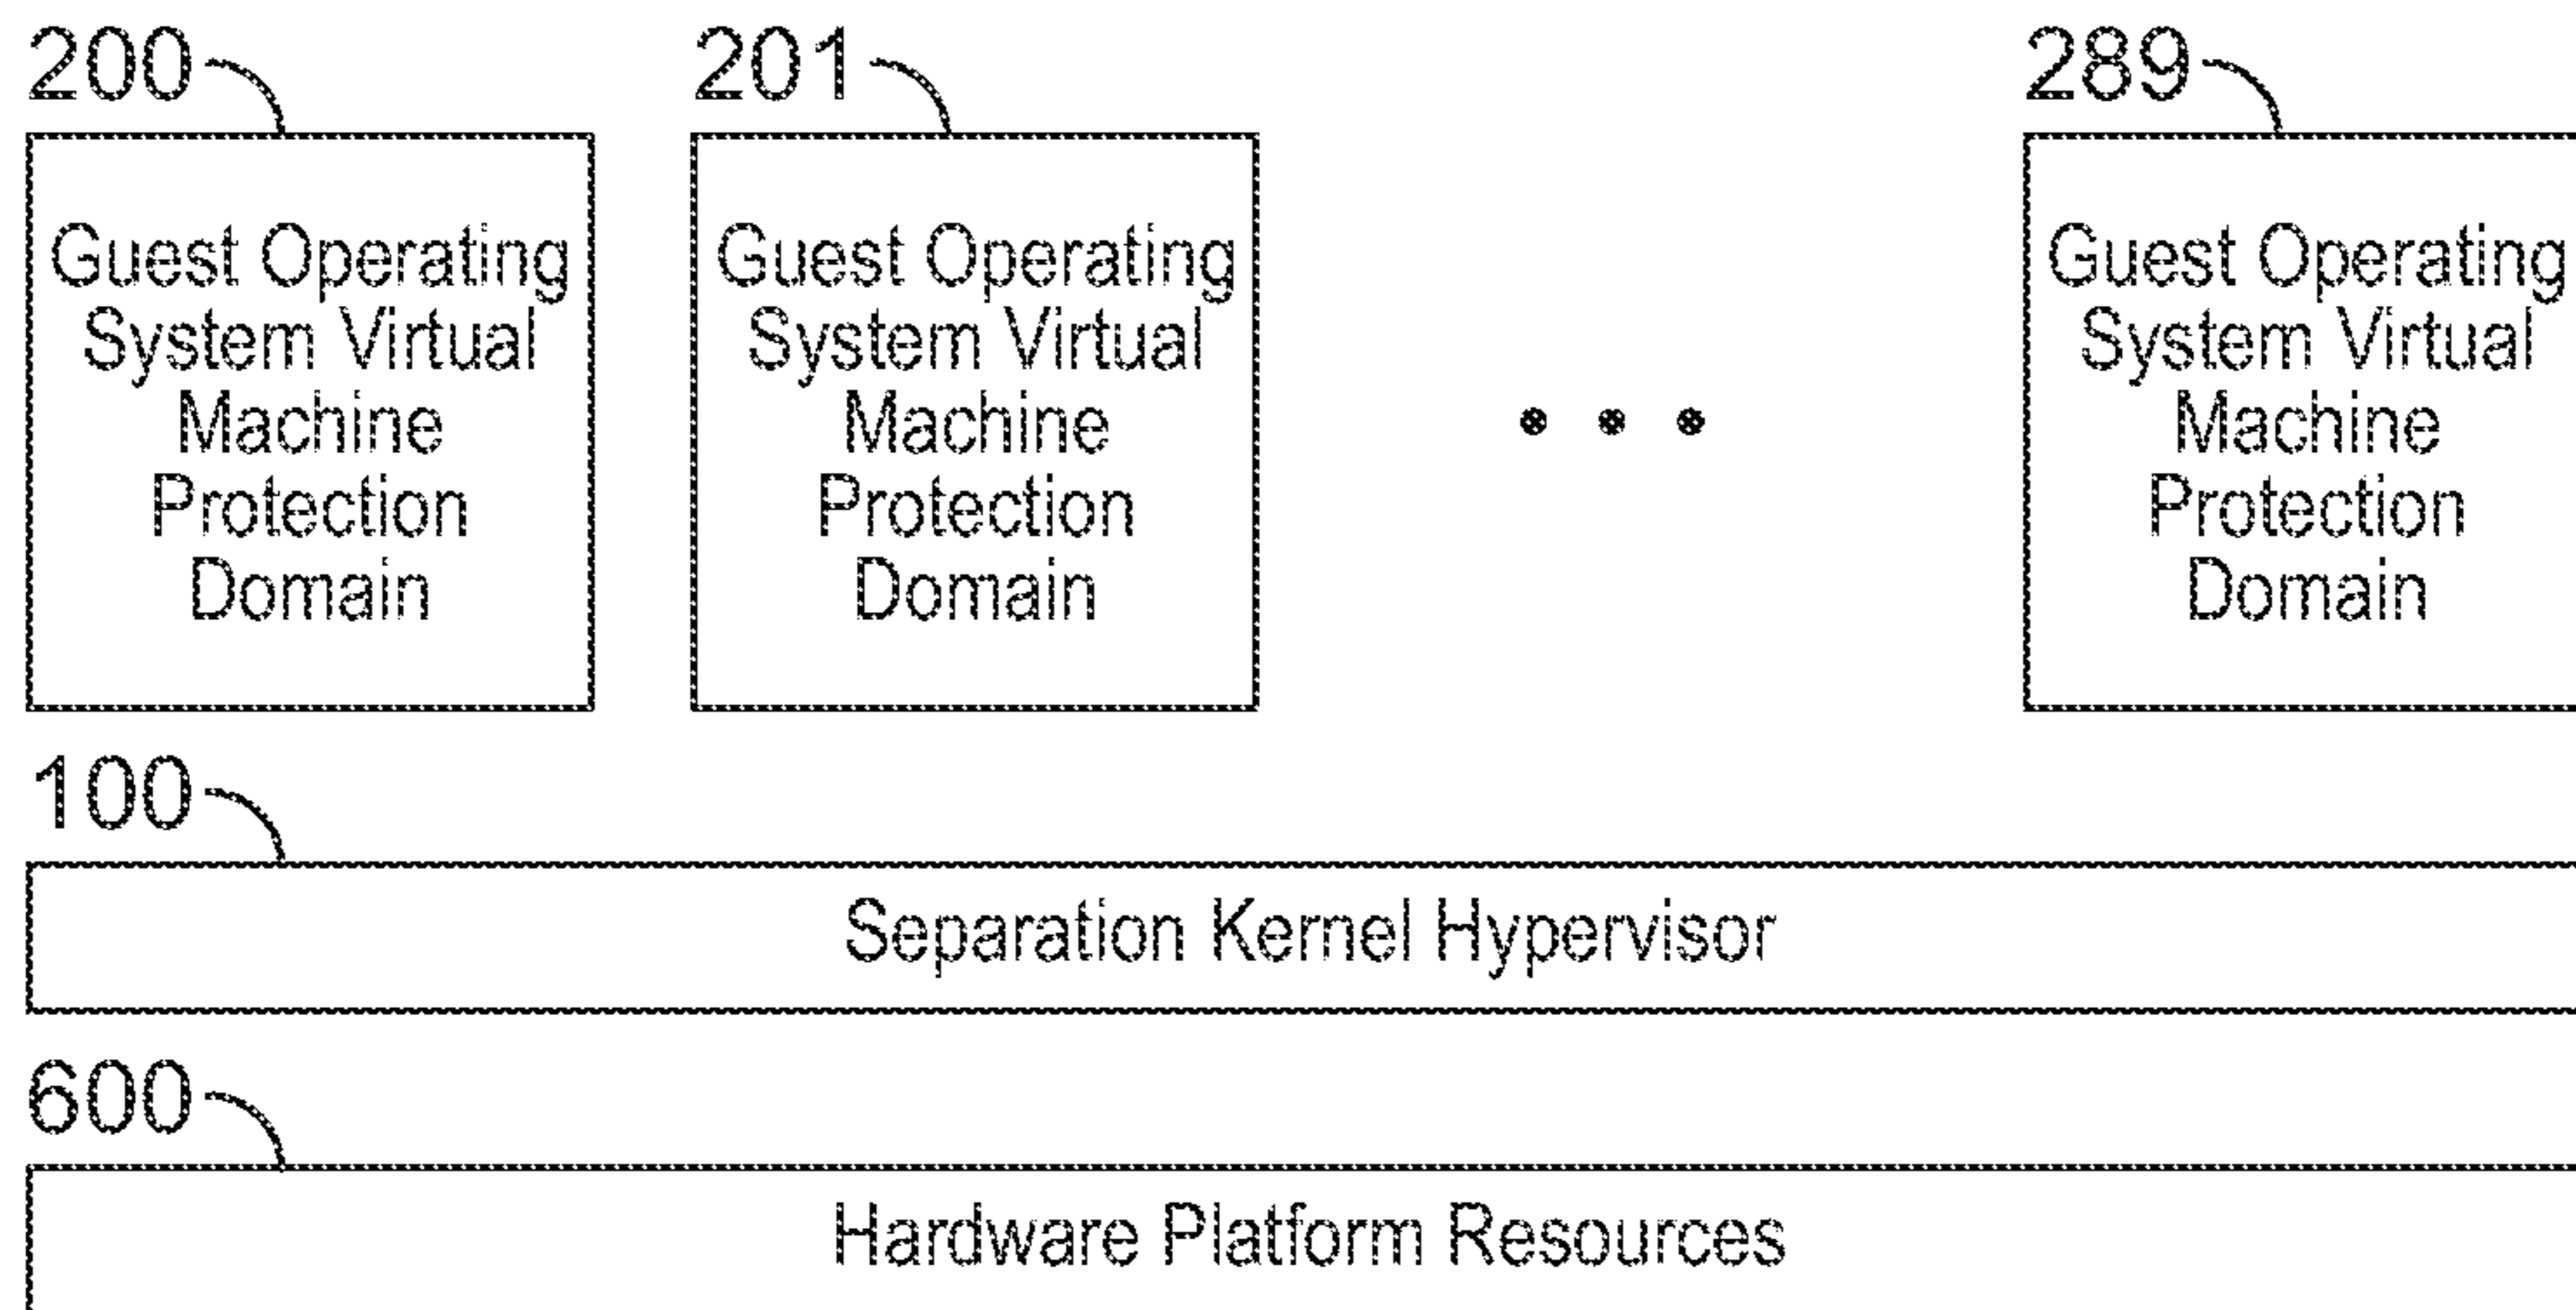 200
201
289
Guest Operating
System Virtual
Machine
Protection
Domain
Guest Operating
System Virtual
Machine
Protection
Domain
Guest Operating
System Virtual
Machine
Protection
Domain
100
Separation Kernel Hypervisor
600
Hardware Platform Resources